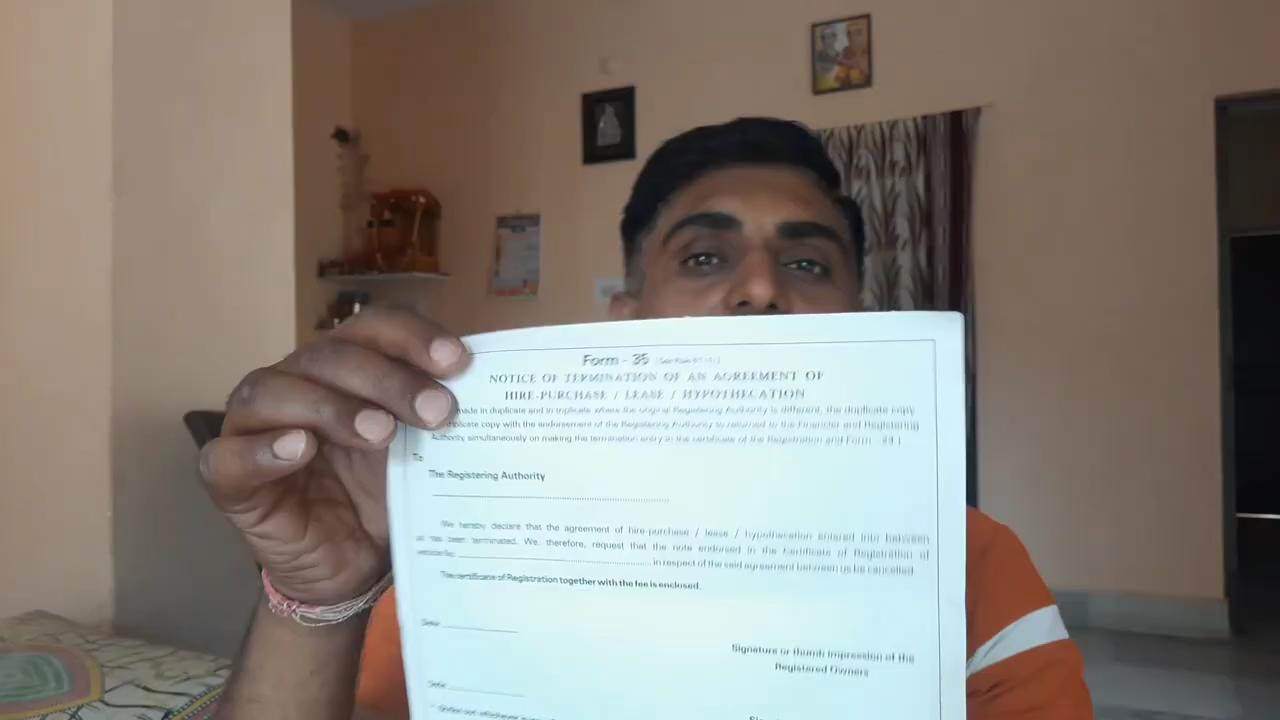 Form - 35
NOTICE OF TERMINATION OF AN AGREEMENT OF
HIRE-PURCHASE / LEASE / HYPOTHECATION
made in duplicate and in triplicate where the original Registering Authority is different, the duplicate copy
copy with the endorsement of the Registering Authority to returned to the Financier and Registering
Authority simultaneously on making the termination entry in the certificate of the Registration and Form
To
The Registering Authority
We hereby declare that the agreement of hire-purchase / lease / hypothecation entered into between
us has been terminated. We, therefore, request that the note endorsed in the Certificate of Registration of
vehicle No. in respect of the said agreement between us be cancelled.
The certificate of Registration together with the fee is enclosed.
Date
Signature or thumb impression of the
Registered Owners
Date